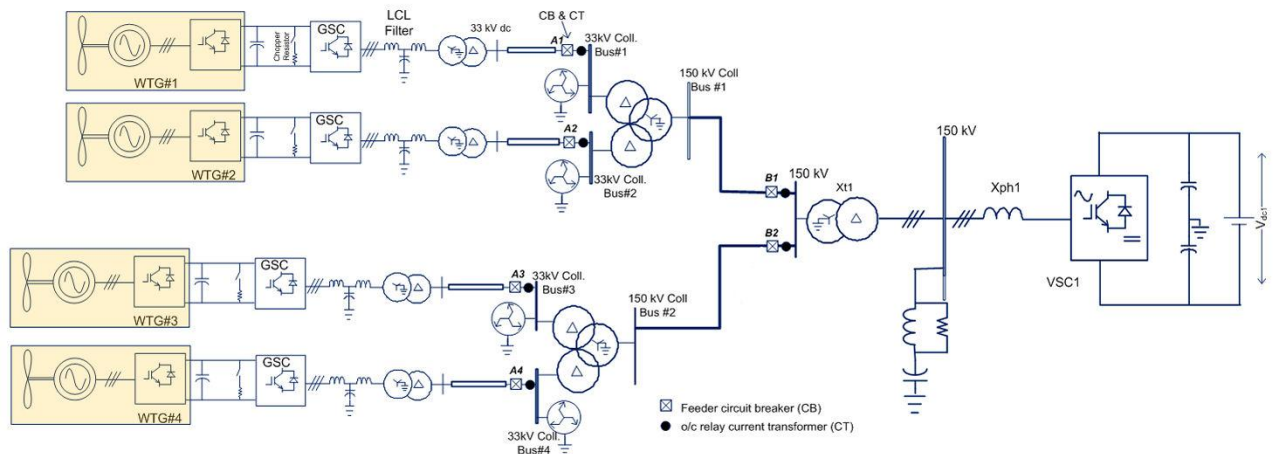 GSC
LCL
Filter
33 kV dc
CB & CT
A1
33kV Coll.
Bus#1
Chopper
Resistor
WTG#1
150 kV Coll
Bus #1
GSC
A2
WTG#2
33kV Coll.
Bus#2
B1
150 kV
Xt1
150 kV
Xph1
B2
VSC1
Vdc1
GSC
A3
33kV Coll.
Bus#3
WTG#3
150 kV Coll
Bus #2
GSC
A4
WTG#4
33kV Coll.
Bus#4
Feeder circuit breaker (CB)
o/c relay current transformer (CT)